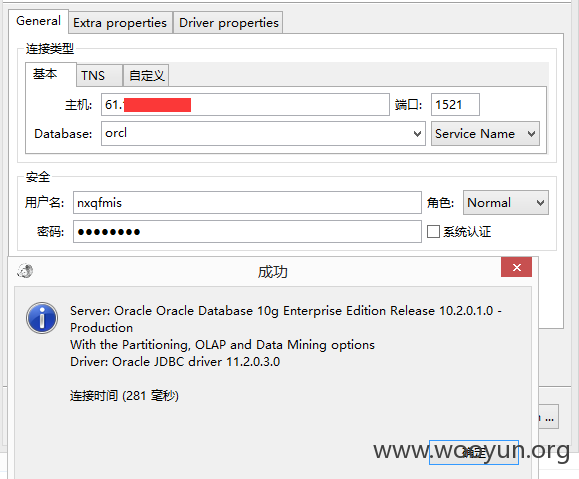 General Extra properties Driver properties
连接类型
基本 TNS 自定义
主机: 61. 端口: 1521
Database: orcl Service Name
安全
用户名: nxqfmis 角色: Normal
密码: ●●●●●●●● 系统认证
成功
Server: Oracle Oracle Database 10g Enterprise Edition Release 10.2.0.1.0 -
Production
With the Partitioning, OLAP and Data Mining options
Driver: Oracle JDBC driver 11.2.0.3.0
连接时间 (281 毫秒)
确定
www.wooyun.org